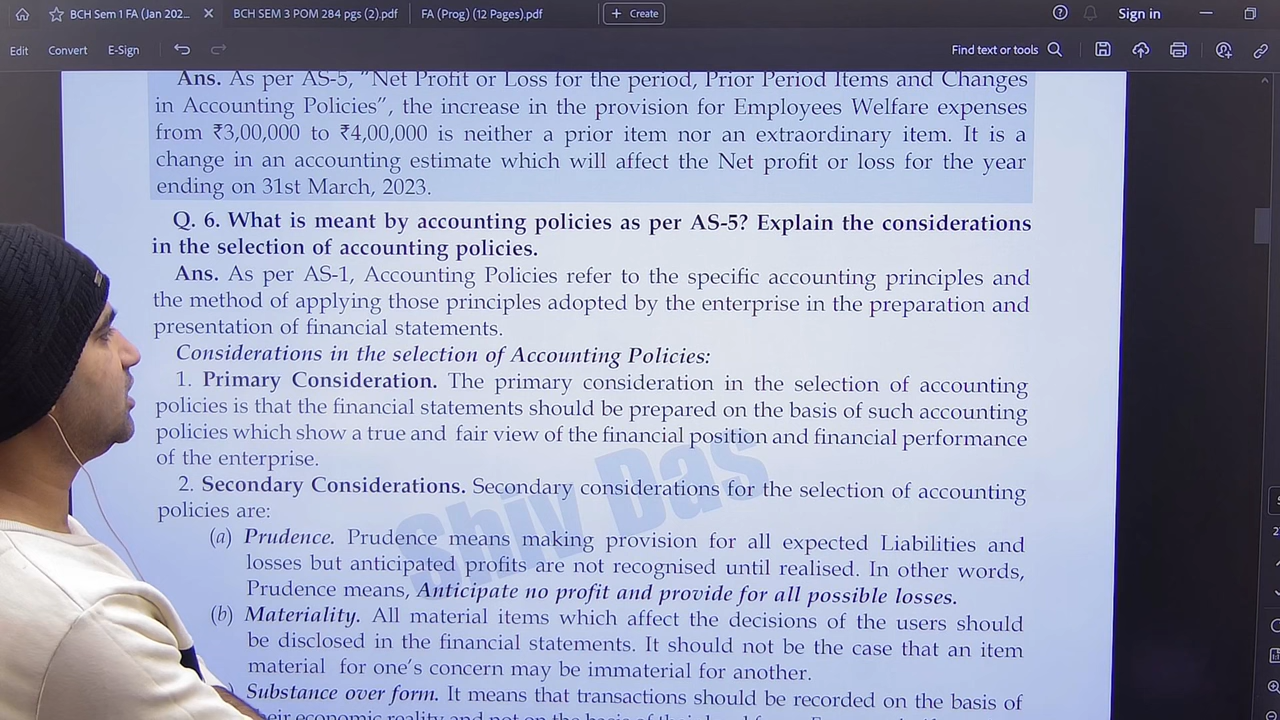 BCH Sem 1 FA (Jan 202...
BCH SEM 3 POM 284 pgs (2).pdf
FA (Prog) (12 Pages).pdf
+ Create
Sign in
Edit
Convert
E-Sign
Find text or tools
Ans. As per AS-5, "Net Profit or Loss for the period, Prior Period Items and Changes
in Accounting Policies", the increase in the provision for Employees Welfare expenses
from ₹3,00,000 to ₹4,00,000 is neither a prior item nor an extraordinary item. It is a
change in an accounting estimate which will affect the Net profit or loss for the year
ending on 31st March, 2023.
Q. 6. What is meant by accounting policies as per AS-5? Explain the considerations
in the selection of accounting policies.
Ans. As per AS-1, Accounting Policies refer to the specific accounting principles and
the method of applying those principles adopted by the enterprise in the preparation and
presentation of financial statements.
Considerations in the selection of Accounting Policies:
1. Primary Consideration. The primary consideration in the selection of accounting
policies is that the financial statements should be prepared on the basis of such accounting
policies which show a true and fair view of the financial position and financial performance
of the enterprise.
2. Secondary Considerations. Secondary considerations for the selection of accounting
policies are:
(a) Prudence. Prudence means making provision for all expected Liabilities and
losses but anticipated profits are not recognised until realised. In other words,
Prudence means, Anticipate no profit and provide for all possible losses.
(b) Materiality. All material items which affect the decisions of the users should
be disclosed in the financial statements. It should not be the case that an item
material for one's concern may be immaterial for another.
Substance over form. It means that transactions should be recorded on the basis of
their economic reality and not on the basis of their
Shiv Das